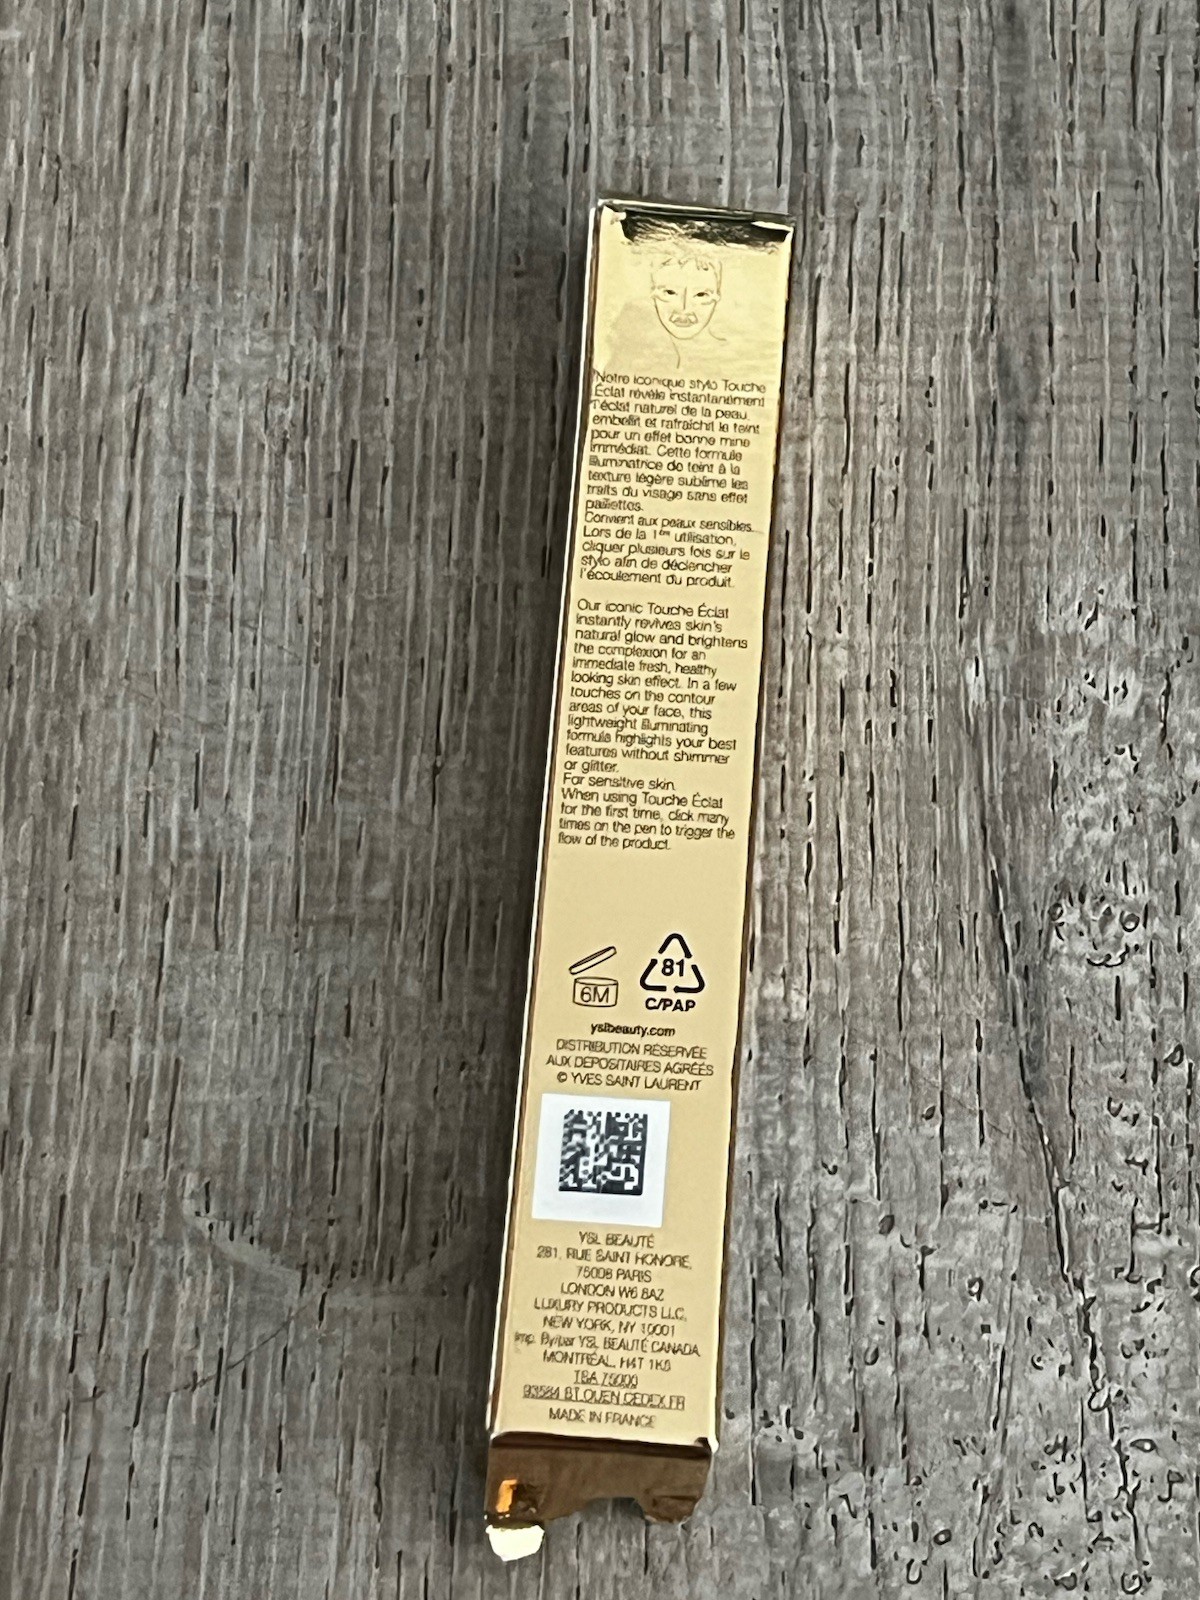 Notre iconique stylo Touche
Éclat révèle instantanément
l'éclat naturel de la peau,
embellit et rafraîchit le teint
pour un effet bonne mine
immédiat. Cette formule
illuminatrice de teint à la
texture légère sublime les
traits du visage sans effet
paillettes.
Convient aux peaux sensibles.
Lors de la 1ère utilisation,
cliquer plusieurs fois sur le
stylo afin de déclencher
l'écoulement du produit.
Our iconic Touche Éclat
instantly revives skin's
natural glow and brightens
the complexion for an
immediate fresh, healthy
looking skin effect. In a few
touches on the contour
areas of your face, this
lightweight illuminating
formula highlights your best
features without shimmer
or glitter.
For sensitive skin.
When using Touche Éclat
for the first time, click many
times on the pen to trigger the
flow of the product.
6M
81
C/PAP
yslbeauty.com
DISTRIBUTION RÉSERVÉE
AUX DEPOSITAIRES AGRÉÉS
© YVES SAINT LAURENT
YSL BEAUTÉ
281, RUE SAINT HONORÉ,
75008 PARIS
LONDON W6 8AZ
LUXURY PRODUCTS LLC,
NEW YORK, NY 10001
Imp. By/par YSL BEAUTÉ CANADA,
MONTRÉAL, H4T 1K5
TSA 75000
93584 ST.OUEN CEDEX FR
MADE IN FRANCE